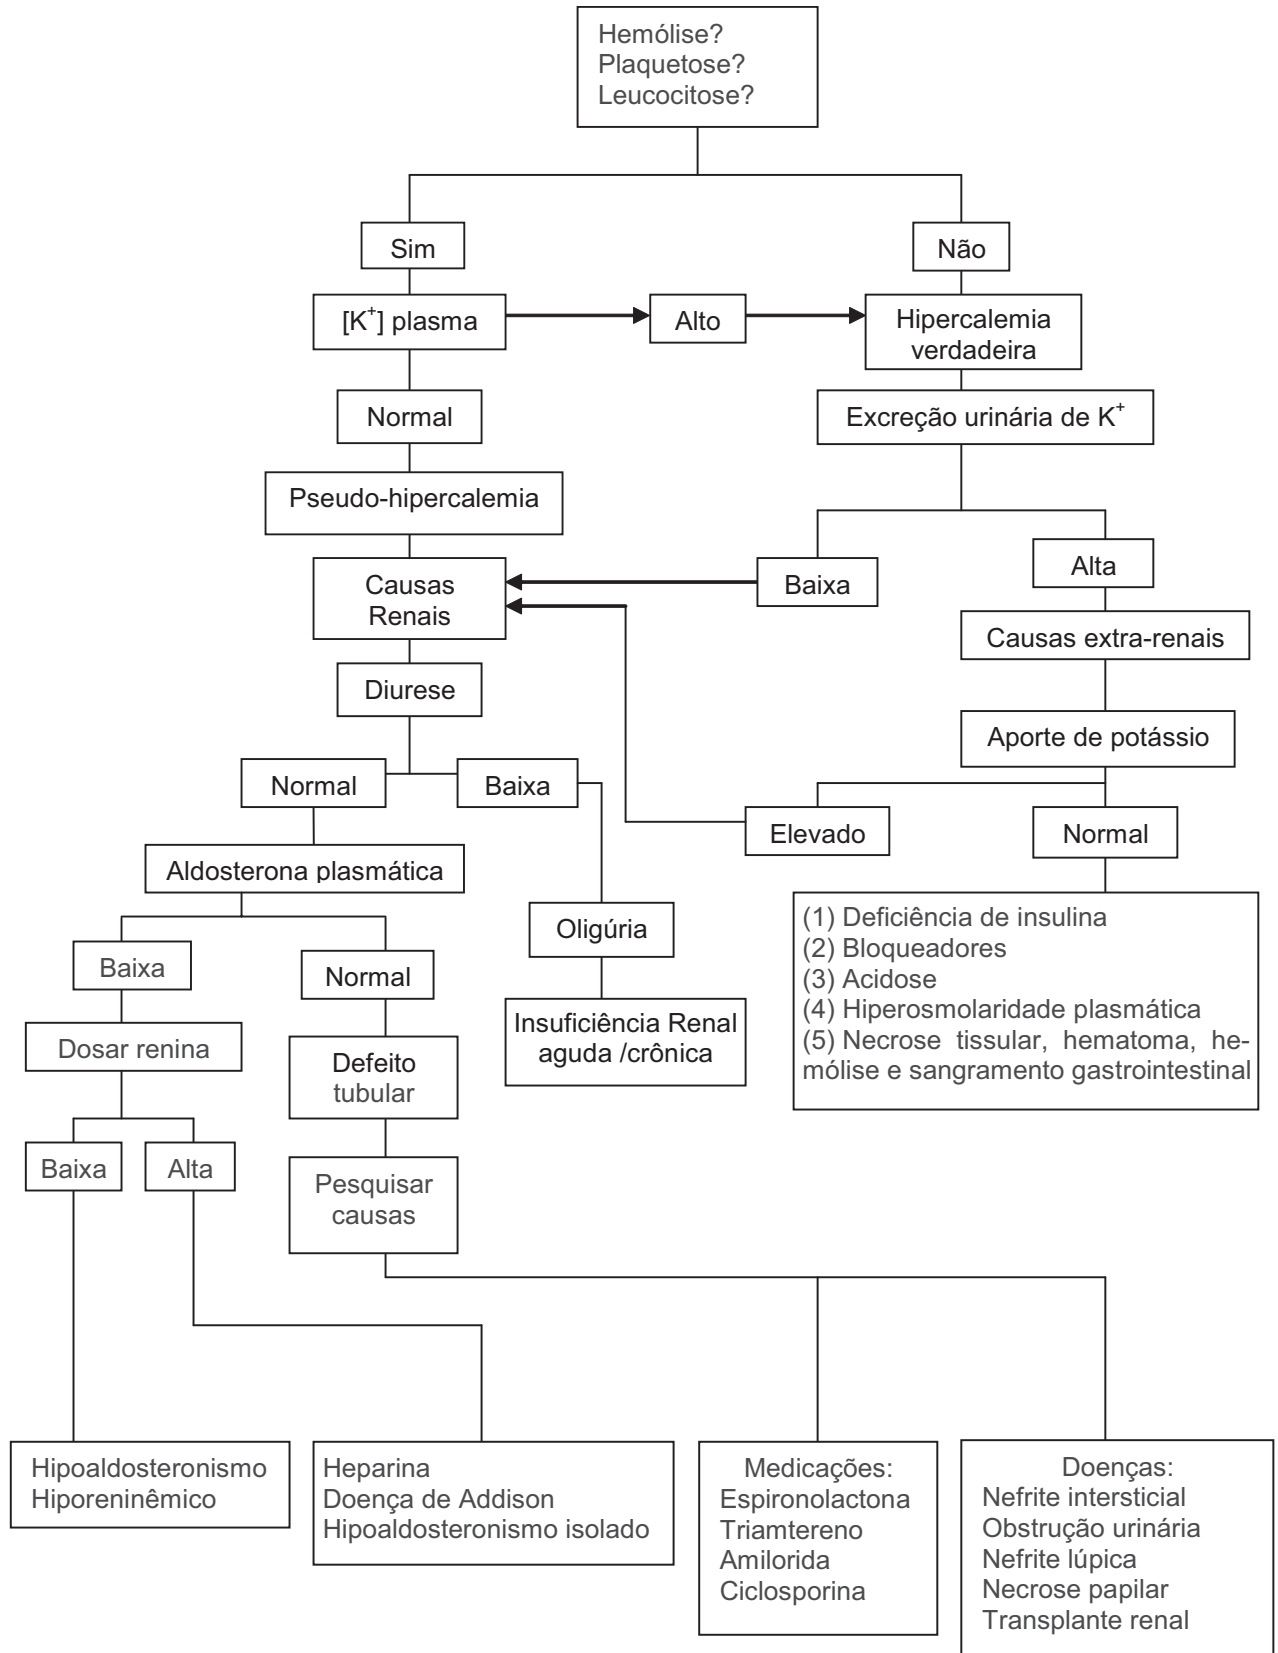 Hemólise?
Plaquetose?
Leucocitose?
Sim
Não
[K+] plasma
Alto
Hipercalemia
verdadeira
Normal
Excreção urinária de K+
Pseudo-hipercalemia
Causas
Renais
Baixa
Alta
Causas extra-renais
Diurese
Aporte de potássio
Normal
Baixa
Elevado
Normal
Aldosterona plasmática
(1) Deficiência de insulina
(2) Bloqueadores
(3) Acidose
(4) Hiperosmolaridade plasmática
(5) Necrose tissular, hematoma, he-
mólise e sangramento gastrointestinal
Oligúria
Baixa
Normal
Insuficiência Renal
aguda /crônica
Dosar renina
Defeito
tubular
Baixa
Alta
Pesquisar
causas
Hipoaldosteronismo
Hiporeninêmico
Heparina
Doença de Addison
Hipoaldosteronismo isolado
Medicações:
Espironolactona
Triamtereno
Amilorida
Ciclosporina
Doenças:
Nefrite intersticial
Obstrução urinária
Nefrite lúpica
Necrose papilar
Transplante renal